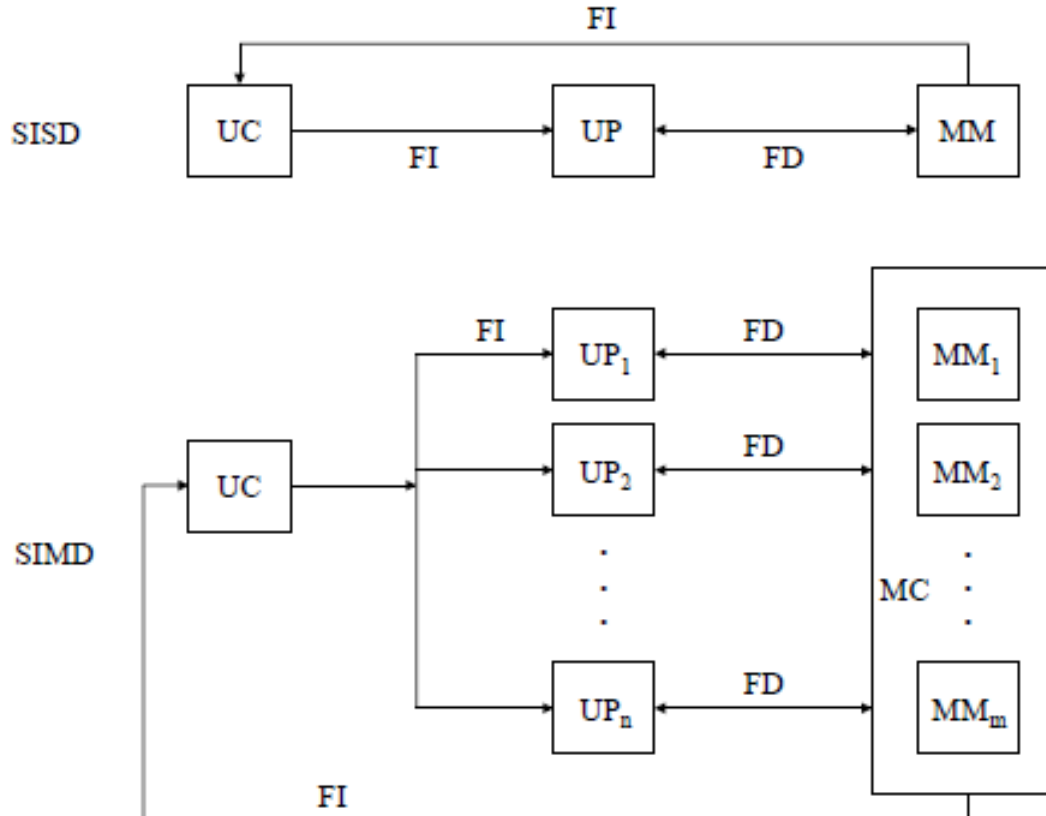 FI
SISD UC FI UP FD MM
FI UP₁ FD MM₁
UP₂ FD MM₂
UC
SIMD
MC
UPₙ FD MMₘ
FI